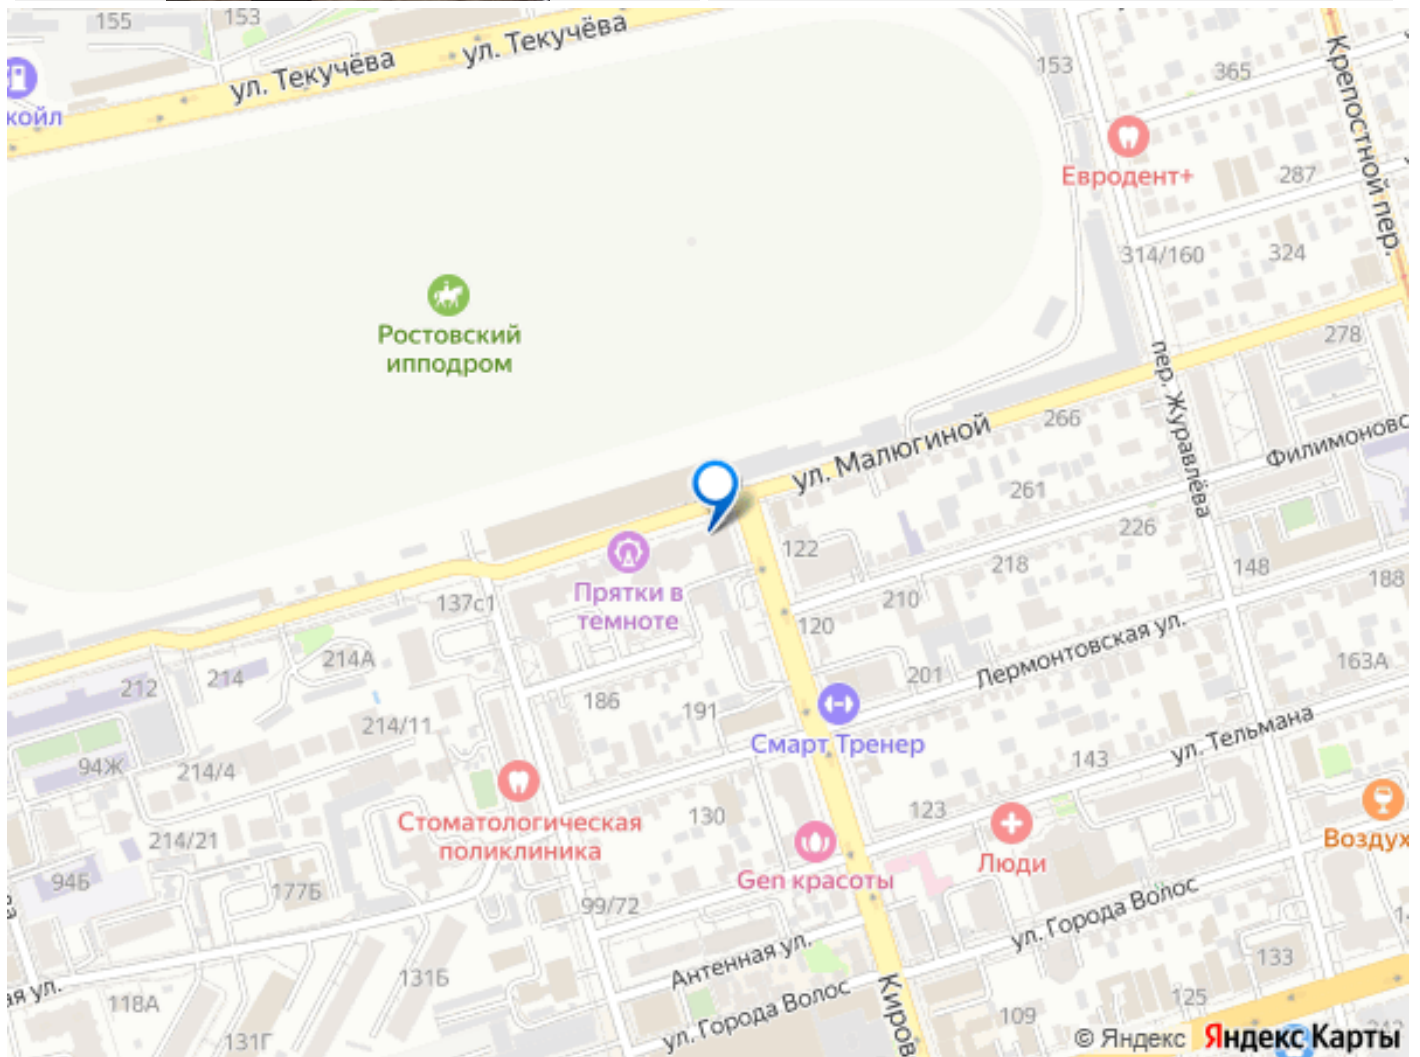 155
153
ул. Текучёва
ул. Текучёва
153
365
Крепостной пер.
койл
Евродент+
287
314/160
324
Ростовский
ипподром
278
пер. Журавлёва
266
ул. Малюгиной
Филимоновс
261
226
122
218
148
188
Прятки в
темноте
137с1
210
120
Лермонтовская ул.
214А
214
212
201
163А
186
191
214/11
Смарт Тренер
ул. Тельмана
143
94Ж
214/4
130
123
Стоматологическая
поликлиника
214/21
Люди
Воздух
Gen красоты
94Б
177Б
99/72
ул. Города Волос
Антенная ул.
133
131Б
ая ул.
118А
ул. Города Волос
Киров
125
109
131Г
© Яндекс Яндекс Карты